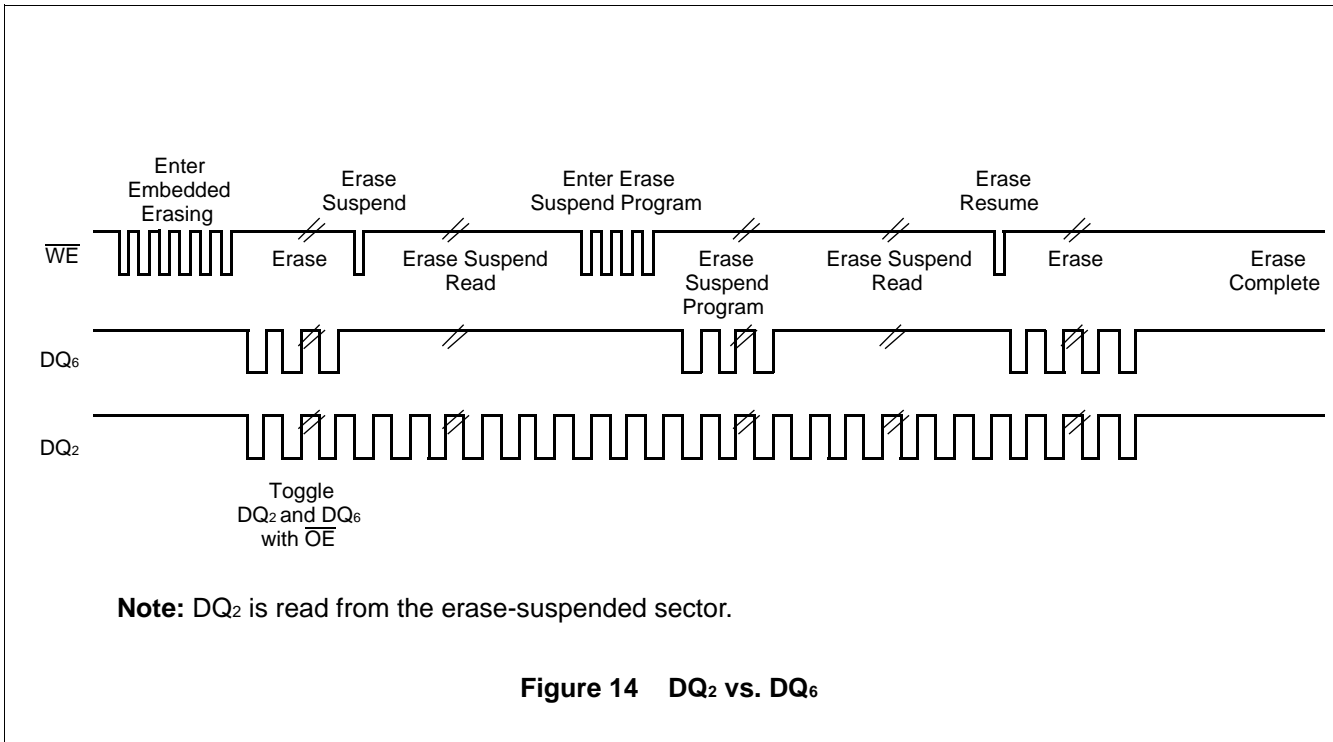 Enter
Embedded
Erasing
Erase
Suspend
Enter Erase
Suspend Program
Erase
Resume
WE
Erase
Erase Suspend
Read
Erase
Suspend
Program
Erase Suspend
Read
Erase
Erase
Complete
DQ6
DQ2
Toggle
DQ2 and DQ6
with OE
Note: DQ2 is read from the erase-suspended sector.
Figure 14 DQ2 vs. DQ6